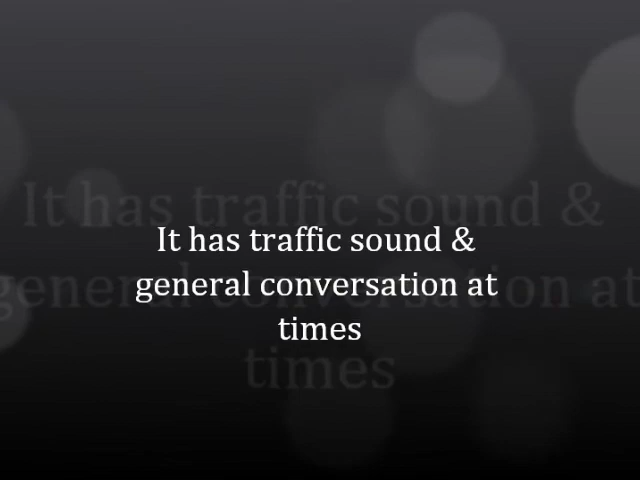 It has traffic sound &
general conversation at
times